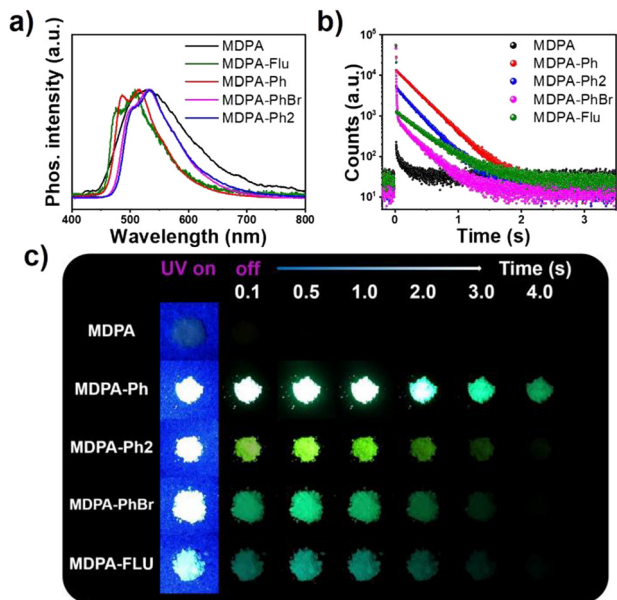 a)
Phos. intensity (a.u.)
MDPA
MDPA-Flu
MDPA-Ph
MDPA-PhBr
MDPA-Ph2
400 500 600 700 800
Wavelength (nm)
b)
Counts (a.u.)
10⁵
10⁴
10³
10²
10¹
MDPA
MDPA-Ph
MDPA-Ph2
MDPA-PhBr
MDPA-Flu
0 1 2 3
Time (s)
c)
UV on off Time (s)
0.1 0.5 1.0 2.0 3.0 4.0
MDPA
MDPA-Ph
MDPA-Ph2
MDPA-PhBr
MDPA-FLU